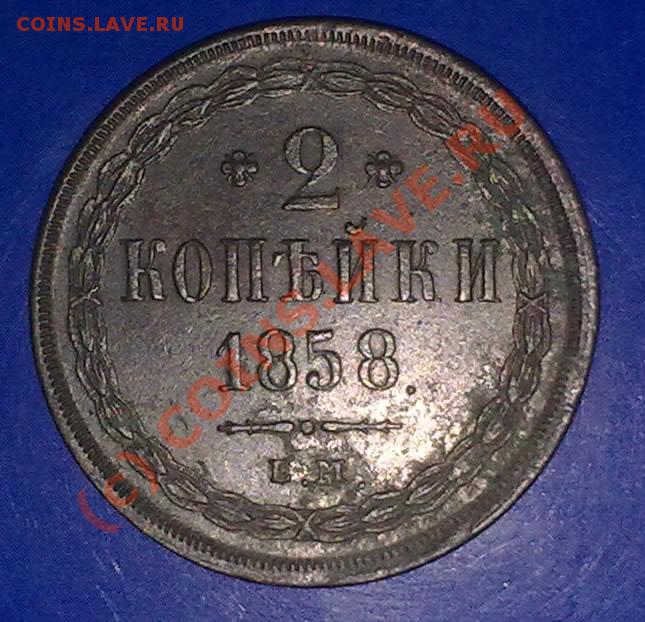 COINS.LAVE.RU
2
КОПѢЙКИ
1858.
Е.М.
(c) COINS.LAVE.RU